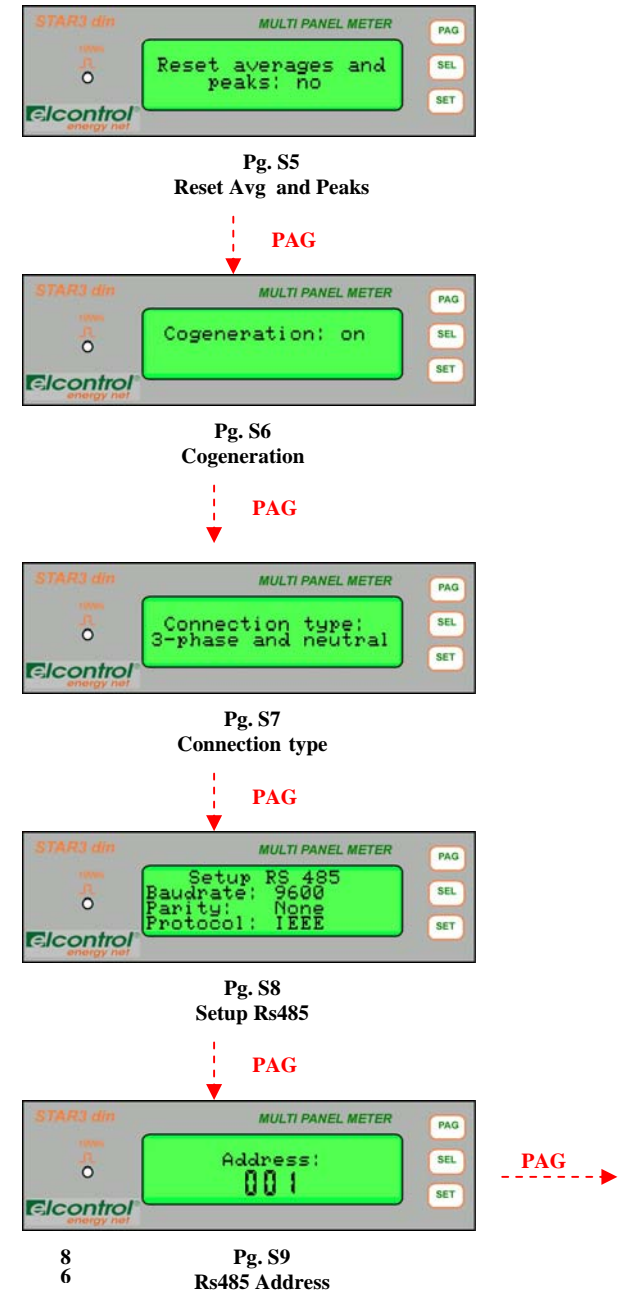 STAR3 din
MULTI PANEL METER
PAG
Reset averages and
peaks: no
SEL
SET
elcontrol
energy net
Pg. S5
Reset Avg and Peaks
PAG
STAR3 din
MULTI PANEL METER
PAG
Cogeneration: on
SEL
SET
elcontrol
energy net
Pg. S6
Cogeneration
PAG
STAR3 din
MULTI PANEL METER
PAG
Connection type:
3-phase and neutral
SEL
SET
elcontrol
energy net
Pg. S7
Connection type
PAG
STAR3 din
MULTI PANEL METER
PAG
Setup RS 485
Baudrate: 9600
Parity: None
Protocol: IEEE
SEL
SET
elcontrol
energy net
Pg. S8
Setup Rs485
PAG
STAR3 din
MULTI PANEL METER
PAG
Address:
001
SEL
SET
PAG
elcontrol
energy net
8
6
Pg. S9
Rs485 Address